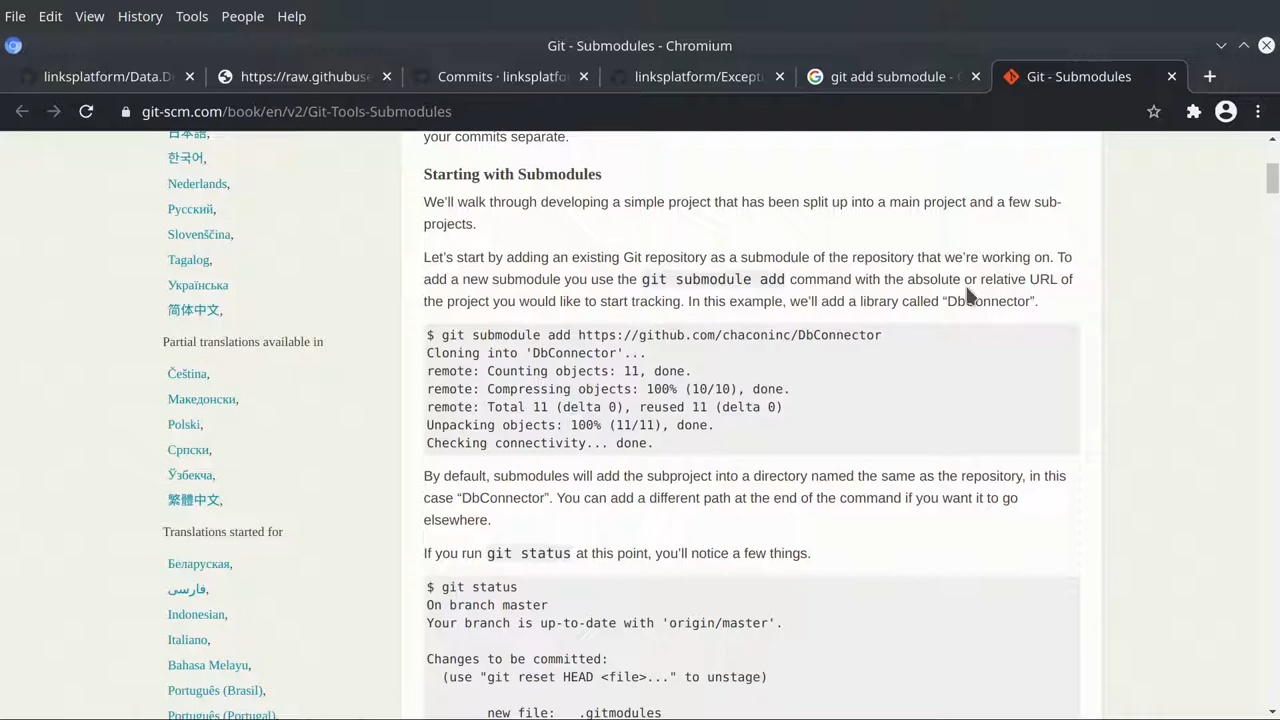 File Edit View History Tools People Help
Git - Submodules - Chromium
linksplatform/Data.D
https://raw.githubuse
Commits · linksplatfo
linksplatform/Except
git add submodule -
Git - Submodules
git-scm.com/book/en/v2/Git-Tools-Submodules
日本語,
한국어,
Nederlands,
Русский,
Slovenščina,
Tagalog,
Українська
简体中文,
Partial translations available in
Čeština,
Македонски,
Polski,
Српски,
Ўзбекча,
繁體中文,
Translations started for
Беларуская,
فارسی,
Indonesian,
Italiano,
Bahasa Melayu,
Português (Brasil),
Português (Portugal),
your commits separate.
Starting with Submodules
We’ll walk through developing a simple project that has been split up into a main project and a few sub-
projects.
Let’s start by adding an existing Git repository as a submodule of the repository that we’re working on. To
add a new submodule you use the git submodule add command with the absolute or relative URL of
the project you would like to start tracking. In this example, we’ll add a library called “DbConnector”.
$ git submodule add https://github.com/chaconinc/DbConnector
Cloning into 'DbConnector'...
remote: Counting objects: 11, done.
remote: Compressing objects: 100% (10/10), done.
remote: Total 11 (delta 0), reused 11 (delta 0)
Unpacking objects: 100% (11/11), done.
Checking connectivity... done.
By default, submodules will add the subproject into a directory named the same as the repository, in this
case “DbConnector”. You can add a different path at the end of the command if you want it to go
elsewhere.
If you run git status at this point, you’ll notice a few things.
$ git status
On branch master
Your branch is up-to-date with 'origin/master'.
Changes to be committed:
(use "git reset HEAD <file>..." to unstage)
new file: .gitmodules